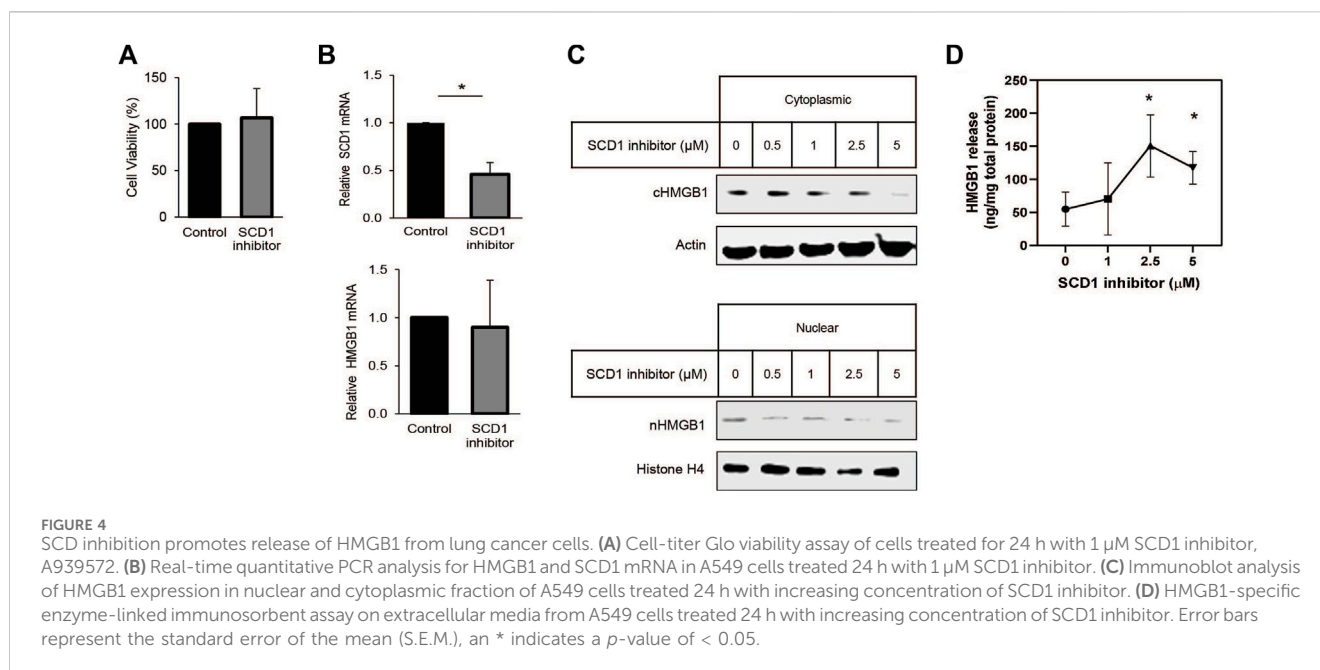 A
Cell Viability (%)
150
100
50
0
Control
SCD1
inhibitor
B
Relative SCD1 mRNA
1.5
1.0
0.5
0.0
*
Control
SCD1
inhibitor
Relative HMGB1 mRNA
1.5
1.0
0.5
0.0
Control
SCD1
inhibitor
C
Cytoplasmic
SCD1 inhibitor (µM) 0 0.5 1 2.5 5
cHMGB1
Actin
Nuclear
SCD1 inhibitor (µM) 0 0.5 1 2.5 5
nHMGB1
Histone H4
D
HMGB1 release
(ng/mg total protein)
250
200
150
100
50
0
* *
0 1 2.5 5
SCD1 inhibitor (µM)
FIGURE 4
SCD inhibition promotes release of HMGB1 from lung cancer cells. (A) Cell-titer Glo viability assay of cells treated for 24 h with 1 µM SCD1 inhibitor,
A939572. (B) Real-time quantitative PCR analysis for HMGB1 and SCD1 mRNA in A549 cells treated 24 h with 1 µM SCD1 inhibitor. (C) Immunoblot analysis
of HMGB1 expression in nuclear and cytoplasmic fraction of A549 cells treated 24 h with increasing concentration of SCD1 inhibitor. (D) HMGB1-specific
enzyme-linked immunosorbent assay on extracellular media from A549 cells treated 24 h with increasing concentration of SCD1 inhibitor. Error bars
represent the standard error of the mean (S.E.M.), an * indicates a p-value of < 0.05.